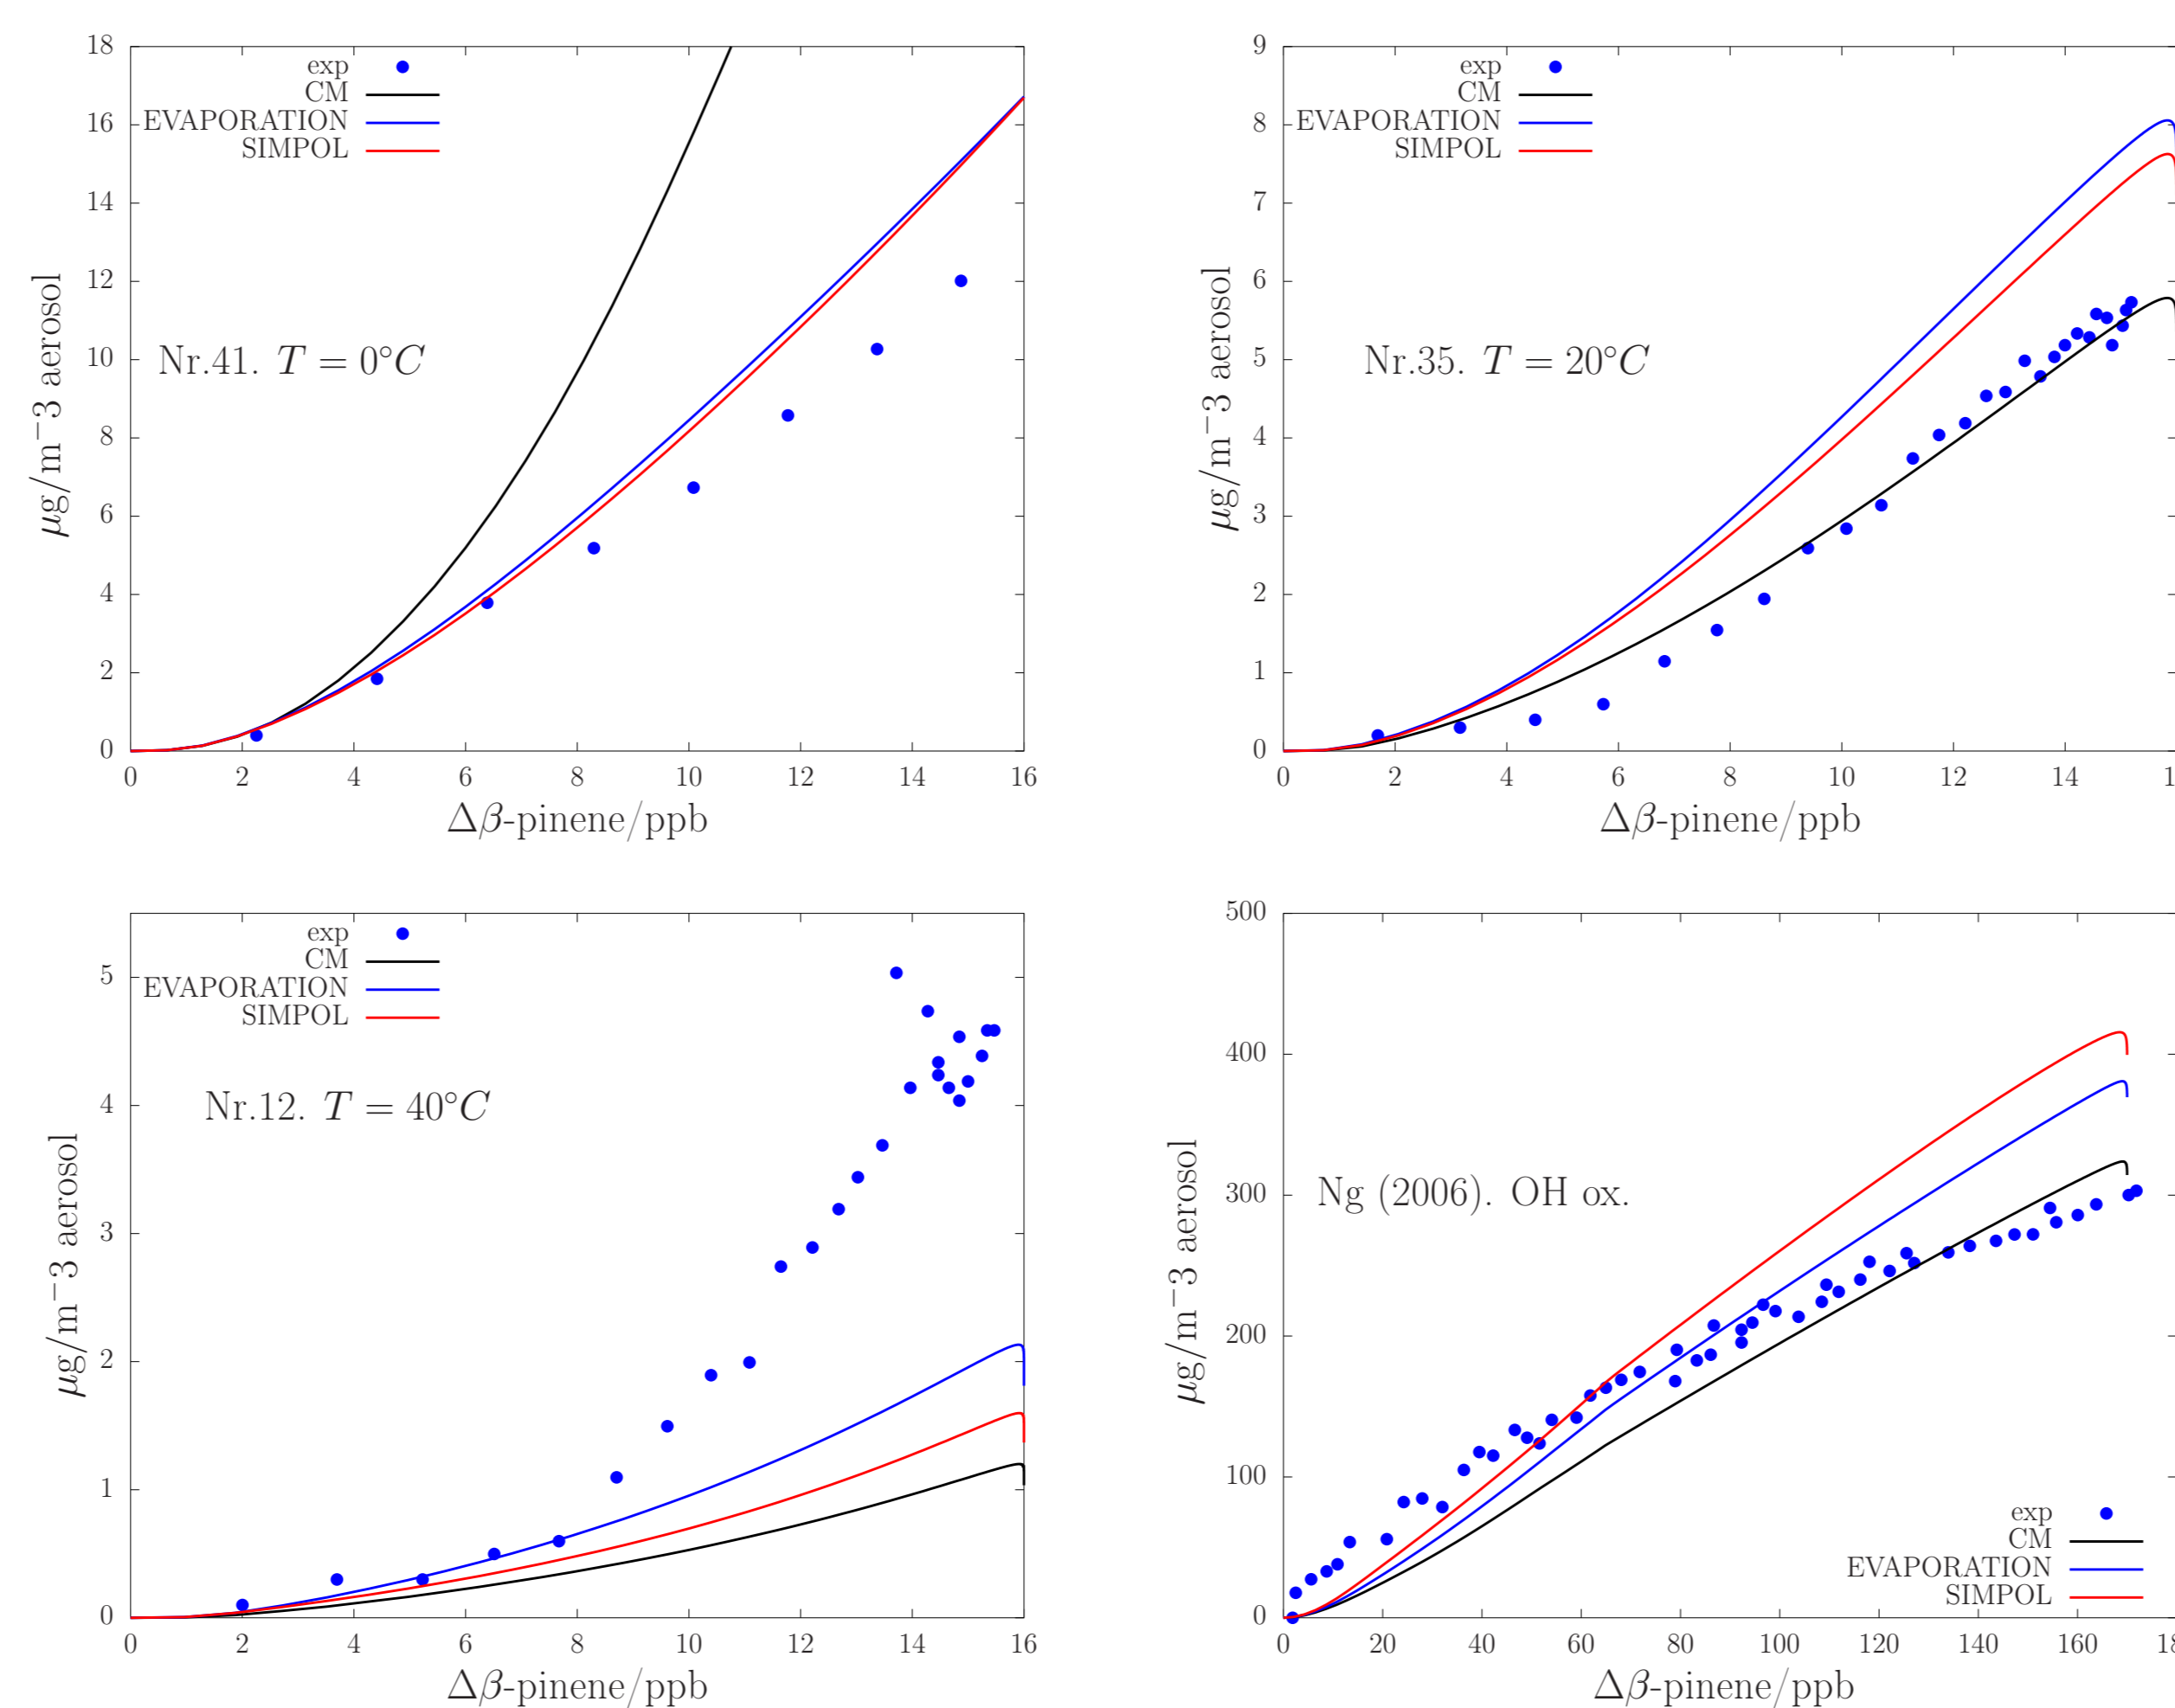 18
16
14
12
10
8
6
4
2
0
μg/m−3 aerosol
exp
CM
EVAPORATION
SIMPOL
Nr.41. T = 0°C
0 2 4 6 8 10 12 14 16
Δβ-pinene/ppb
9
8
7
6
5
4
3
2
1
0
μg/m−3 aerosol
exp
CM
EVAPORATION
SIMPOL
Nr.35. T = 20°C
0 2 4 6 8 10 12 14
Δβ-pinene/ppb
5
4
3
2
1
0
μg/m−3 aerosol
exp
CM
EVAPORATION
SIMPOL
Nr.12. T = 40°C
0 2 4 6 8 10 12 14 16
Δβ-pinene/ppb
500
400
300
200
100
0
μg/m−3 aerosol
Ng (2006). OH ox.
exp
CM
EVAPORATION
SIMPOL
0 20 40 60 80 100 120 140 160
Δβ-pinene/ppb